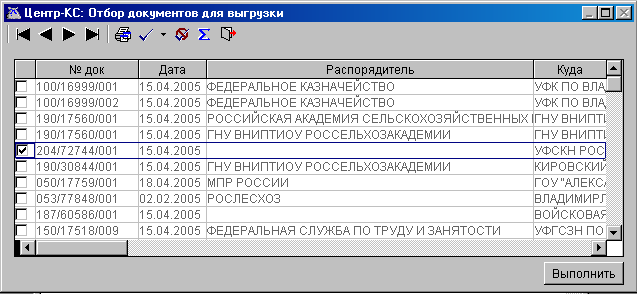 Центр-КС: Отбор документов для выгрузки
№ док Дата Распорядитель Куда
100/16999/001 15.04.2005 ФЕДЕРАЛЬНОЕ КАЗНАЧЕЙСТВО УФК ПО ВЛА
100/16999/002 15.04.2005 ФЕДЕРАЛЬНОЕ КАЗНАЧЕЙСТВО УФК ПО ВЛА
190/17560/001 15.04.2005 РОССИЙСКАЯ АКАДЕМИЯ СЕЛЬСКОХОЗЯЙСТВЕННЫХ ГНУ ВНИПТ
190/17560/001 15.04.2005 ГНУ ВНИПТИОУ РОССЕЛЬХОЗАКАДЕМИИ ГНУ ВНИПТ
204/72744/001 15.04.2005 УФСКН РОС
190/30844/001 15.04.2005 ГНУ ВНИПТИОУ РОССЕЛЬХОЗАКАДЕМИИ КИРОВСКИЙ
050/17759/001 18.04.2005 МПР РОССИИ ГОУ "АЛЕКСА
053/77848/001 02.02.2005 РОСЛЕСХОЗ ВЛАДИМИРЛ
187/60586/001 15.04.2005 ВОЙСКОВАЯ
150/17518/009 15.04.2005 ФЕДЕРАЛЬНАЯ СЛУЖБА ПО ТРУДУ И ЗАНЯТОСТИ УФГСЗН ПО
Выполнить